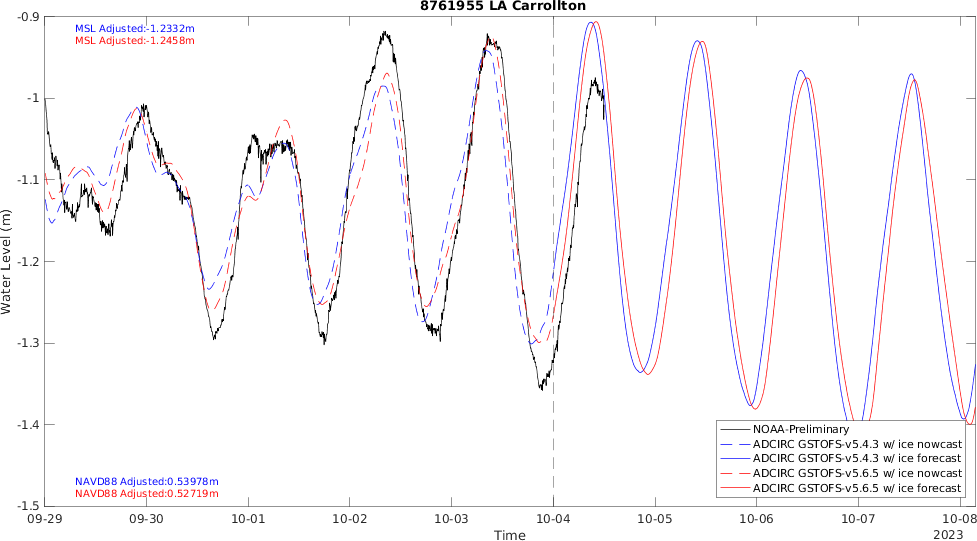 8761955 LA Carrollton
MSL Adjusted:-1.2332m
MSL Adjusted:-1.2458m
-0.9
-1
-1.1
-1.2
-1.3
-1.4
-1.5
Water Level (m)
NOAA-Preliminary
ADCIRC GSTOFS-v5.4.3 w/ ice nowcast
ADCIRC GSTOFS-v5.4.3 w/ ice forecast
ADCIRC GSTOFS-v5.6.5 w/ ice nowcast
ADCIRC GSTOFS-v5.6.5 w/ ice forecast
NAVD88 Adjusted:0.53978m
NAVD88 Adjusted:0.52719m
09-29 09-30 10-01 10-02 10-03 10-04 10-05 10-06 10-07 10-08
Time
2023